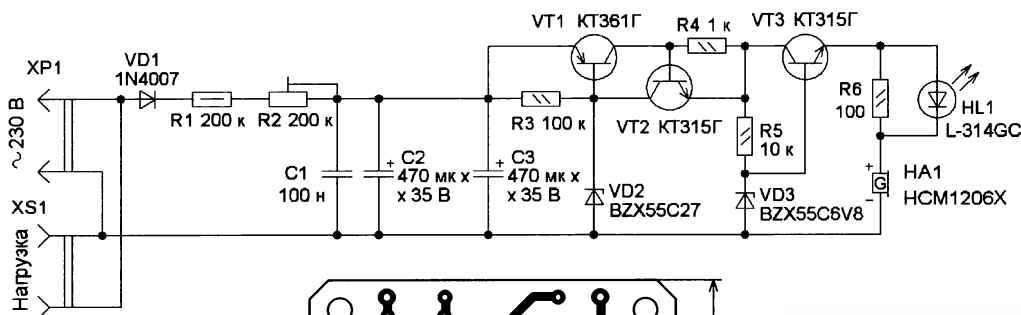 VT1 КТ361Г
R4 1 к
VT3 КТ315Г
XP1
VD1
1N4007
~230 В
R1 200 к
R2 200 к
R3 100 к
VT2 КТ315Г
R6
100
HL1
L-314GC
R5
10 к
C1
100 н
+ C2
470 мк х
х 35 В
+ C3
470 мк х
х 35 В
VD2
BZX55C27
VD3
BZX55C6V8
+
G
−
HA1
HCM1206X
XS1
Нагрузка